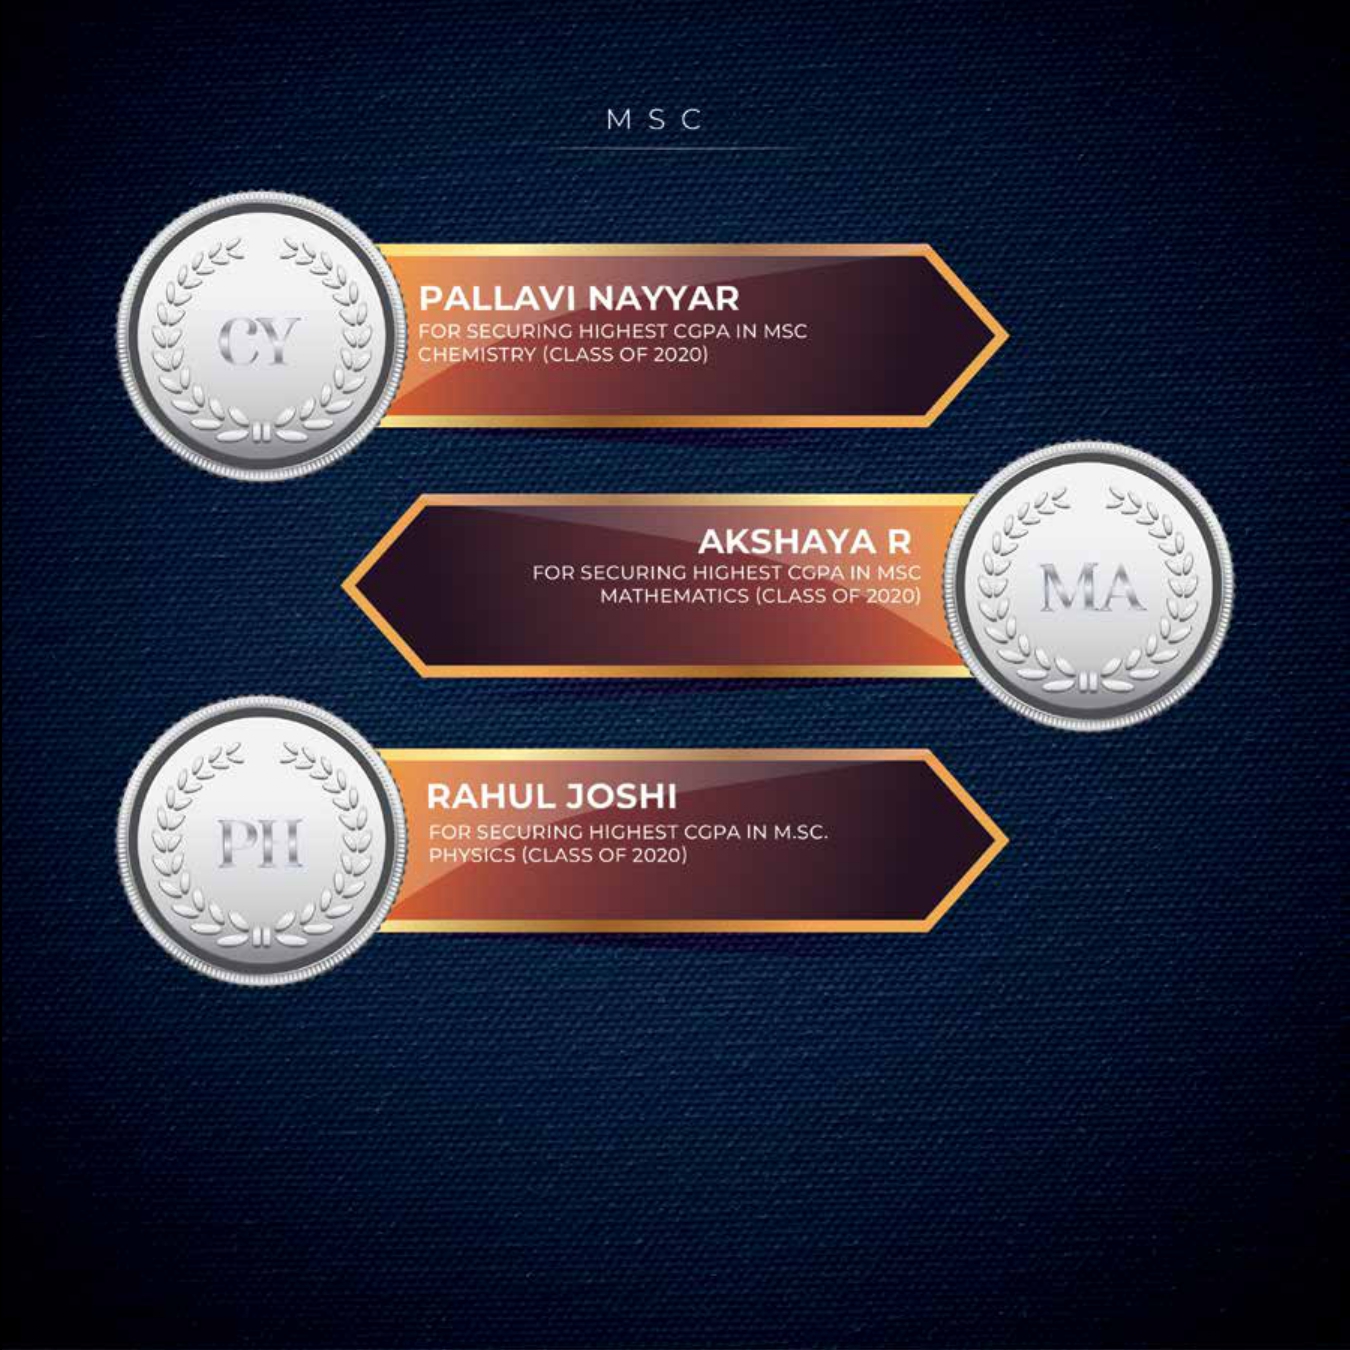 MSC
CY
PALLAVI NAYYAR
FOR SECURING HIGHEST CGPA IN MSC
CHEMISTRY (CLASS OF 2020)
AKSHAYA R
FOR SECURING HIGHEST CGPA IN MSC
MATHEMATICS (CLASS OF 2020)
MA
PH
RAHUL JOSHI
FOR SECURING HIGHEST CGPA IN M.SC.
PHYSICS (CLASS OF 2020)